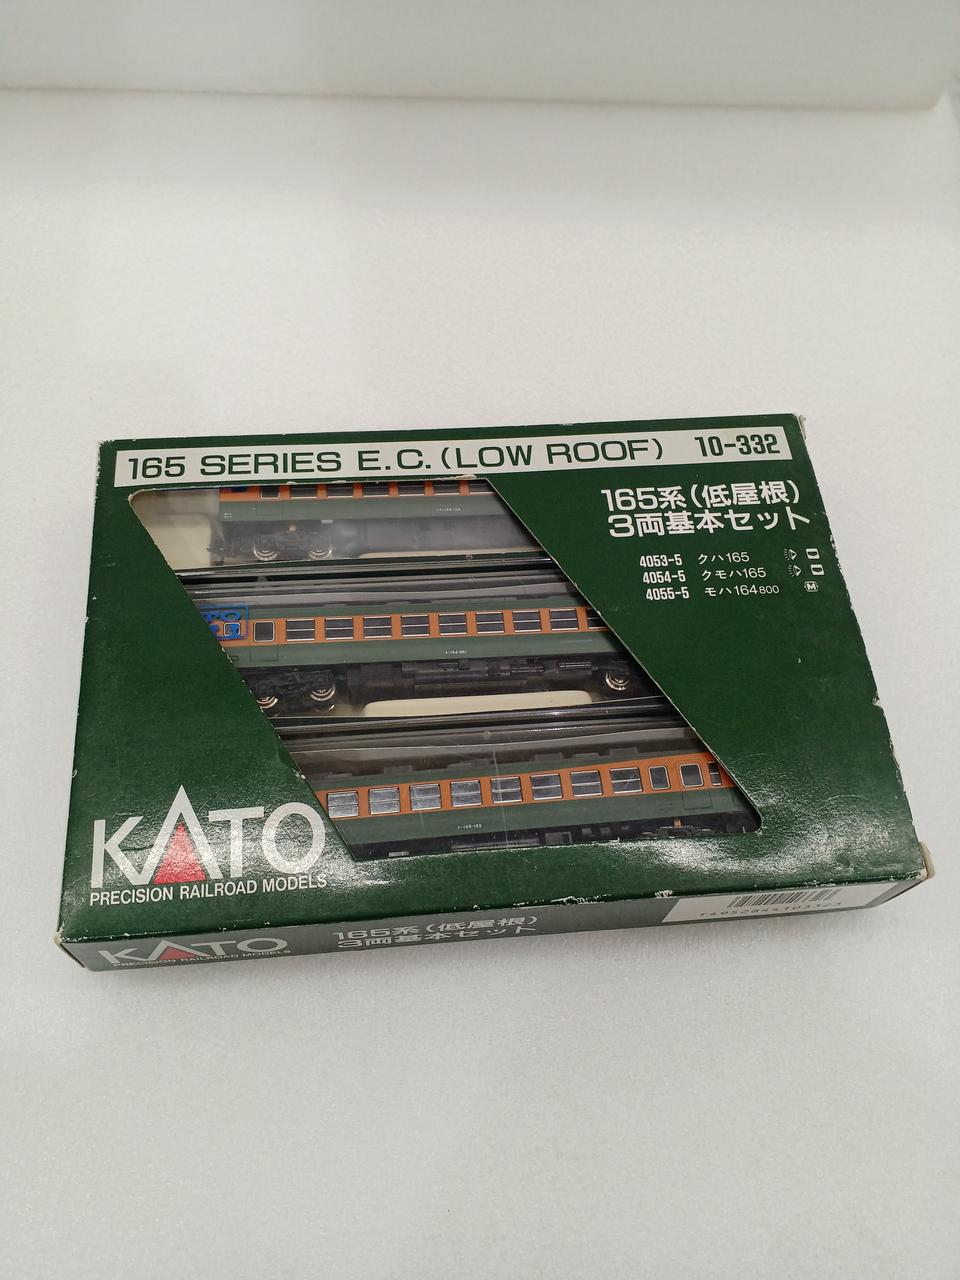 165 SERIES E.C. (LOW ROOF) 10-332
165系(低屋根)
3両基本セット
4053-5 クハ165
4054-5 クモハ165
4055-5 モハ164 800 M
KATO
PRECISION RAILROAD MODELS
KATO
PRECISION RAILROAD MODELS
165系(低屋根)
3両基本セット